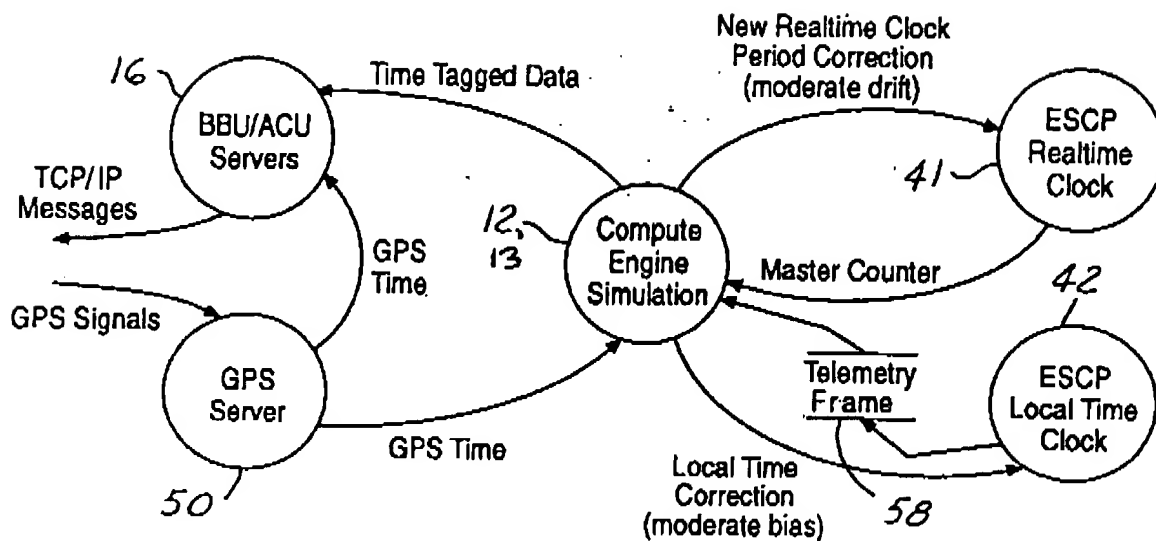 New Realtime Clock
Period Correction
(moderate drift)
16
Time Tagged Data
BBU/ACU
Servers
ESCP
Realtime
Clock
41
TCP/IP
Messages
GPS
Time
12,
13
Compute
Engine
Simulation
Master Counter
42
GPS Signals
GPS
Server
Telemetry
Frame
ESCP
Local Time
Clock
GPS Time
50
Local Time
Correction
(moderate bias)
58